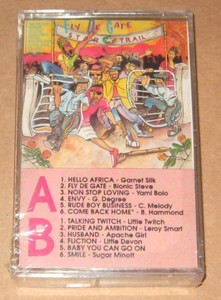 FLY DE GATE
STYLE TRAIL
A
1. HELLO AFRICA - Garnet Silk
2. FLY DE GATE - Bionic Steve
3. NON STOP LOVING - Yami Bolo
4. ENVY - G. Degree
5. RUDE BOY BUSINESS - C. Melody
6. COME BACK HOME" - B. Hammond
B
1. TALKING TWITCH - Little Twitch
2. PRIDE AND AMBITION - Leroy Smart
3. HUSBAND - Apache Girl
4. FLICTION - Little Devon
5. BABY YOU CAN GO ON
6. SMILE - Sugar Minott